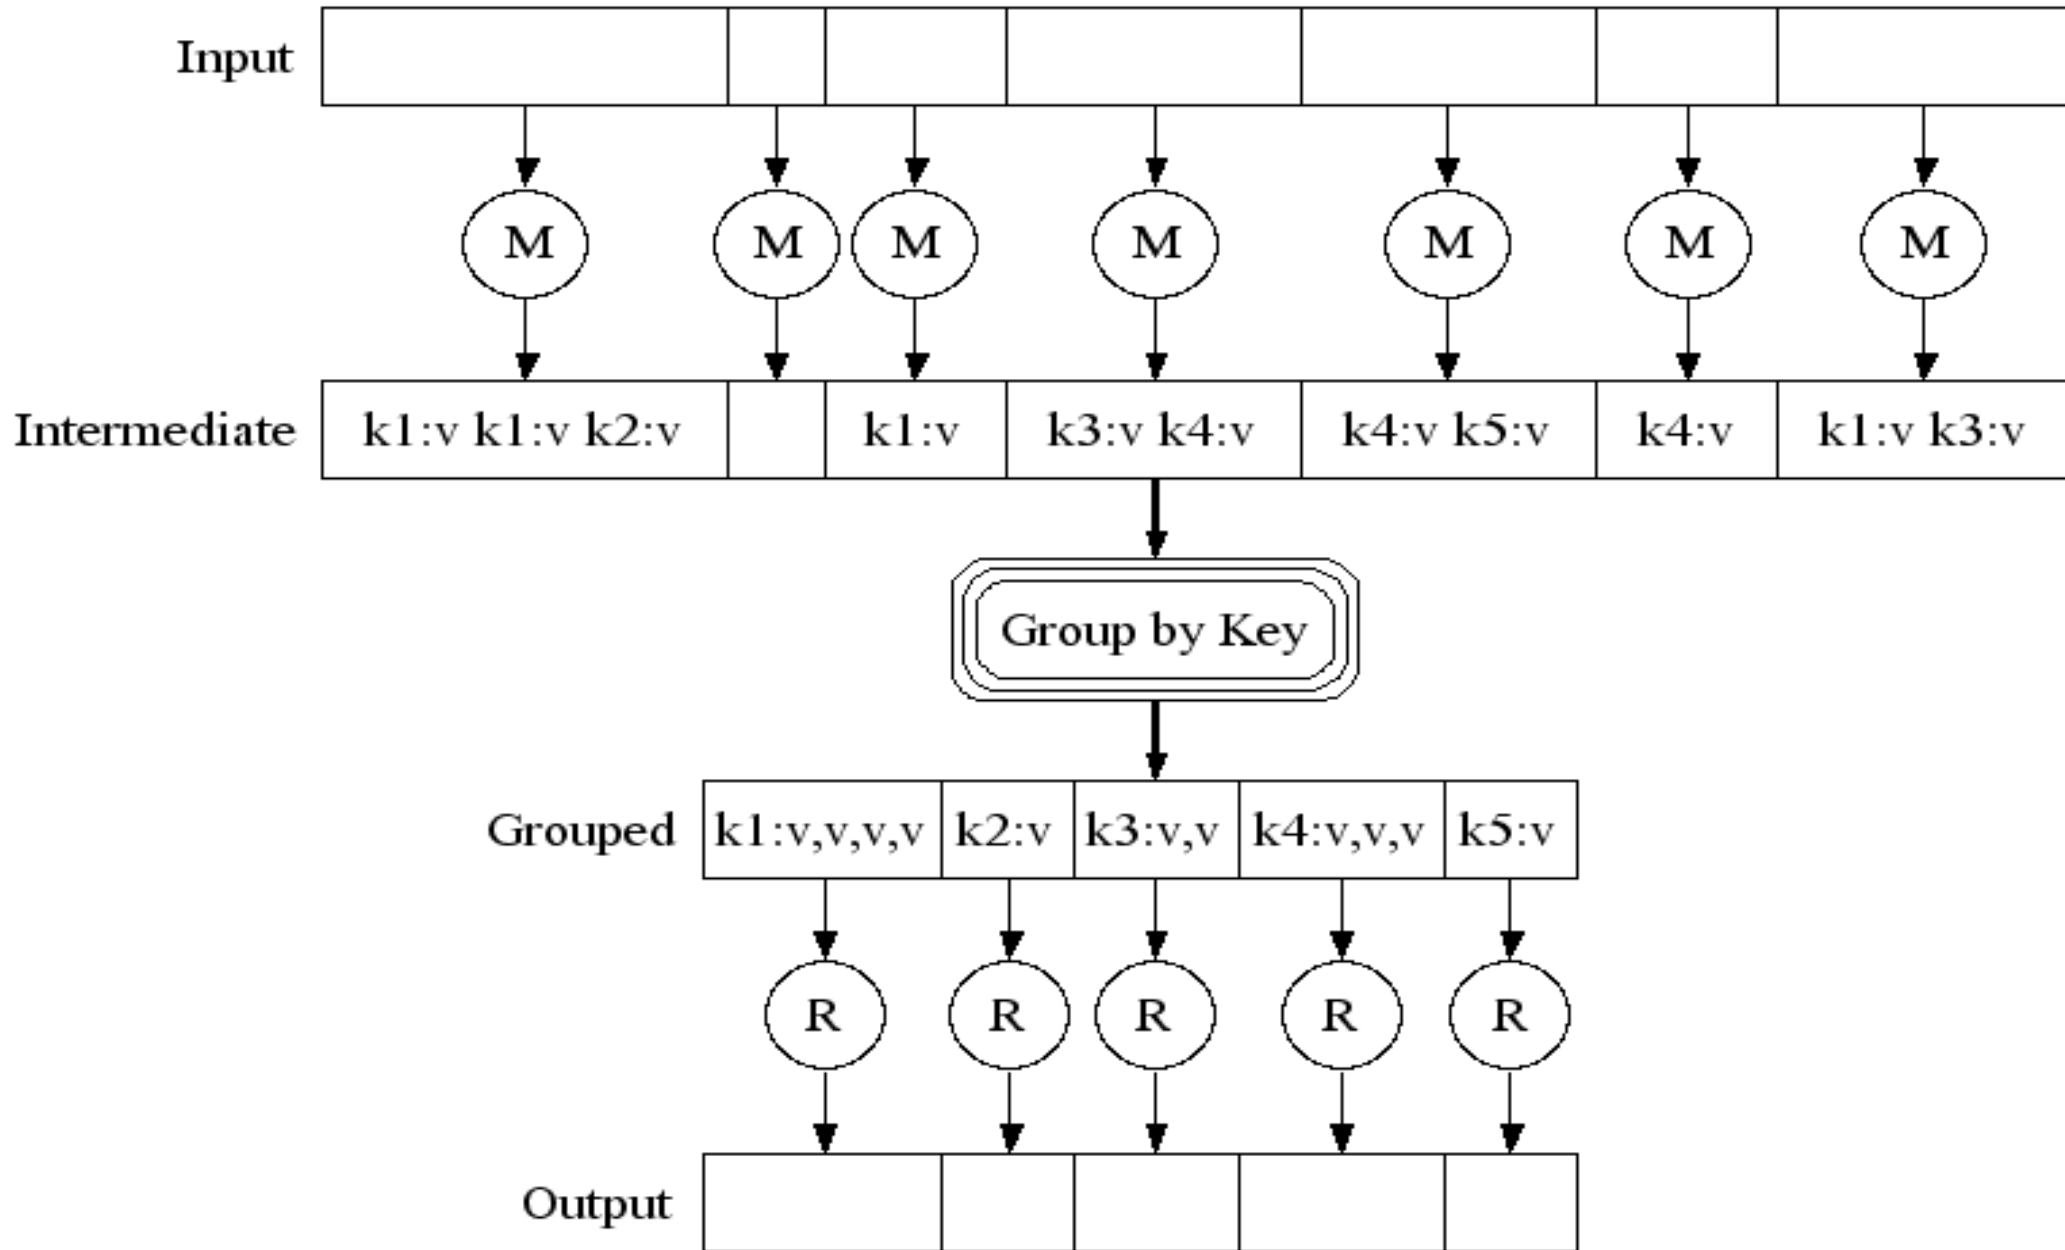 Input
M M M M M M M
Intermediate k1:v k1:v k2:v k1:v k3:v k4:v k4:v k5:v k4:v k1:v k3:v
Group by Key
Grouped k1:v,v,v,v k2:v k3:v,v k4:v,v,v k5:v
R R R R R
Output